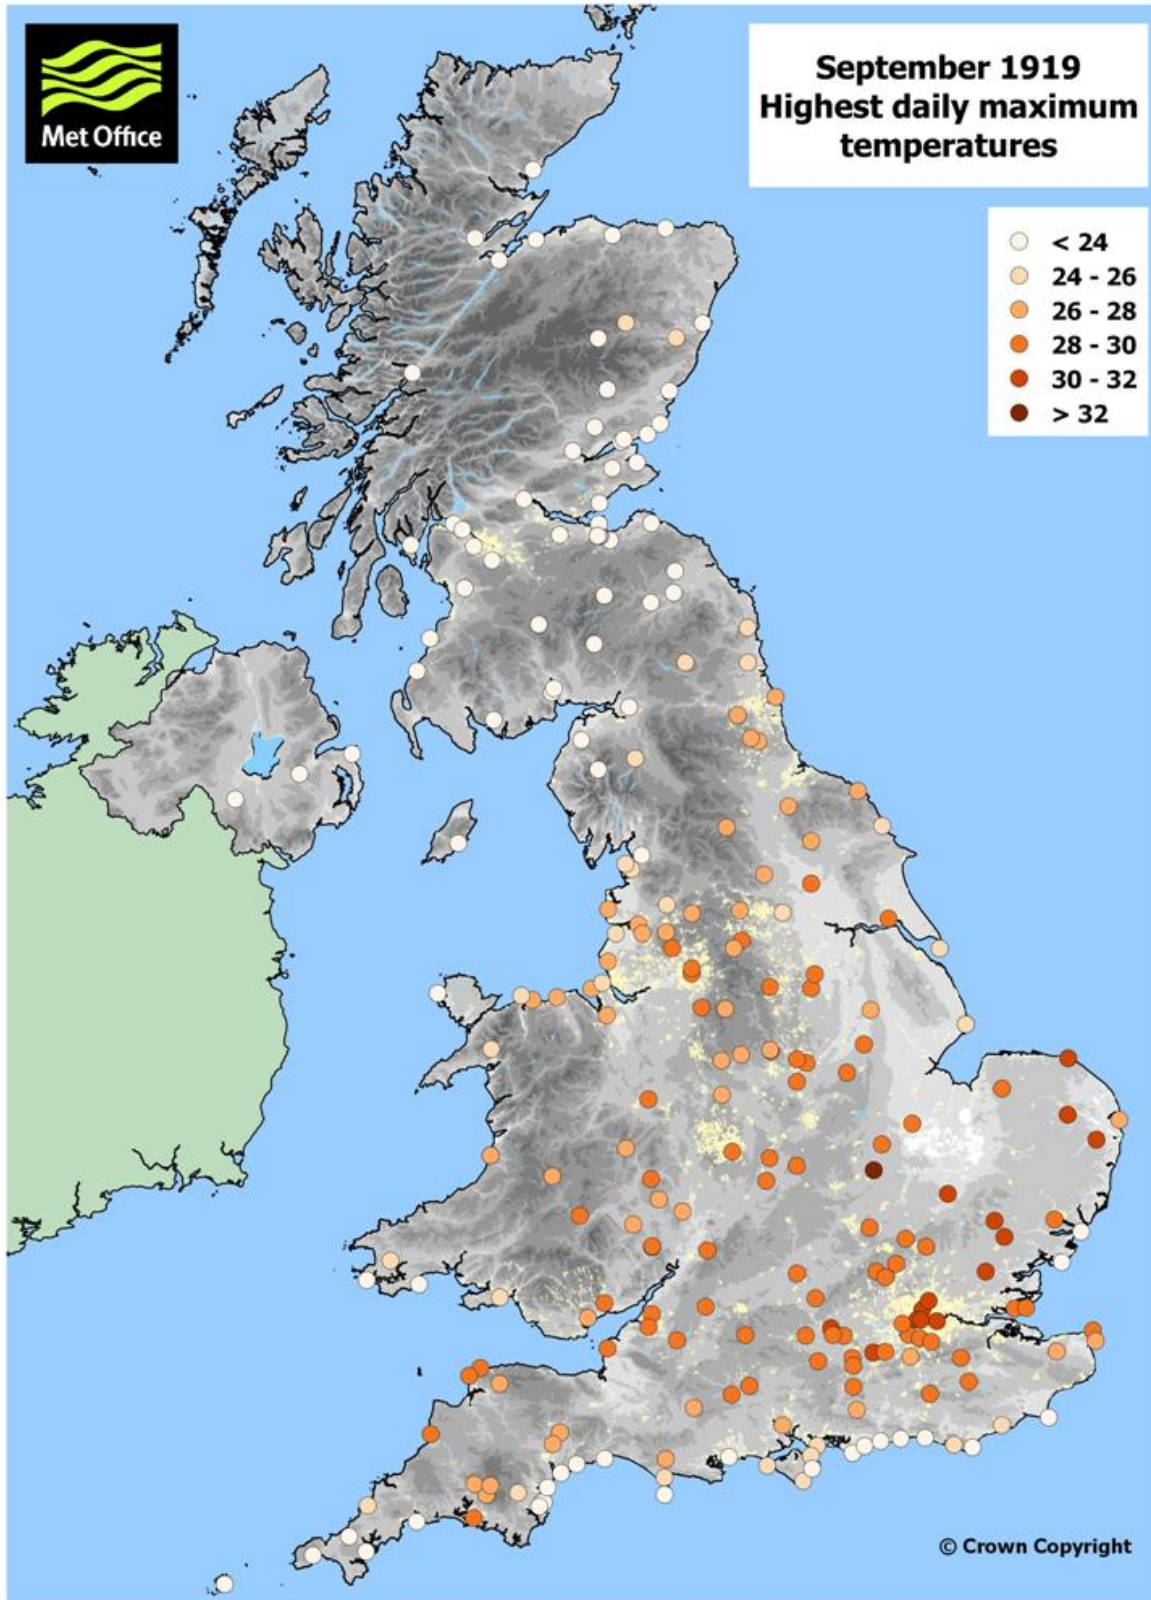 Met Office
September 1919
Highest daily maximum
temperatures
< 24
24 - 26
26 - 28
28 - 30
30 - 32
> 32
© Crown Copyright